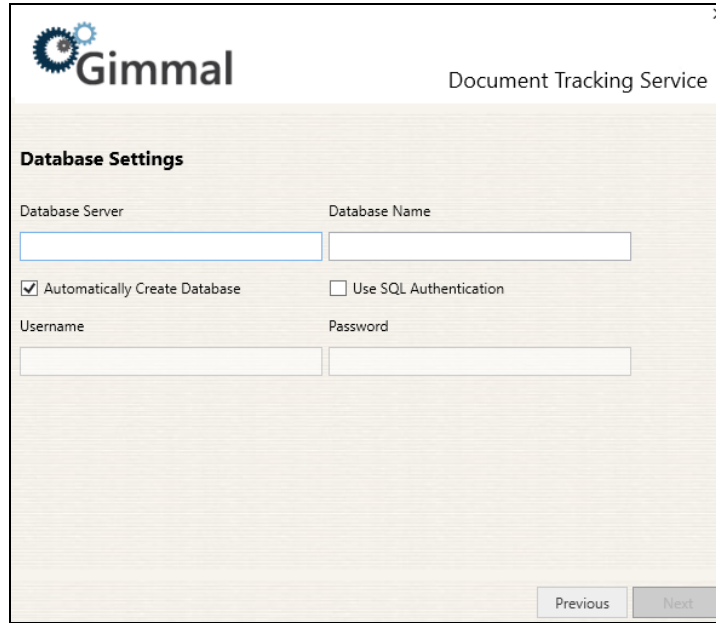 Gimmal
Document Tracking Service
Database Settings
Database Server
Database Name
Automatically Create Database
Use SQL Authentication
Username
Password
Previous
Next